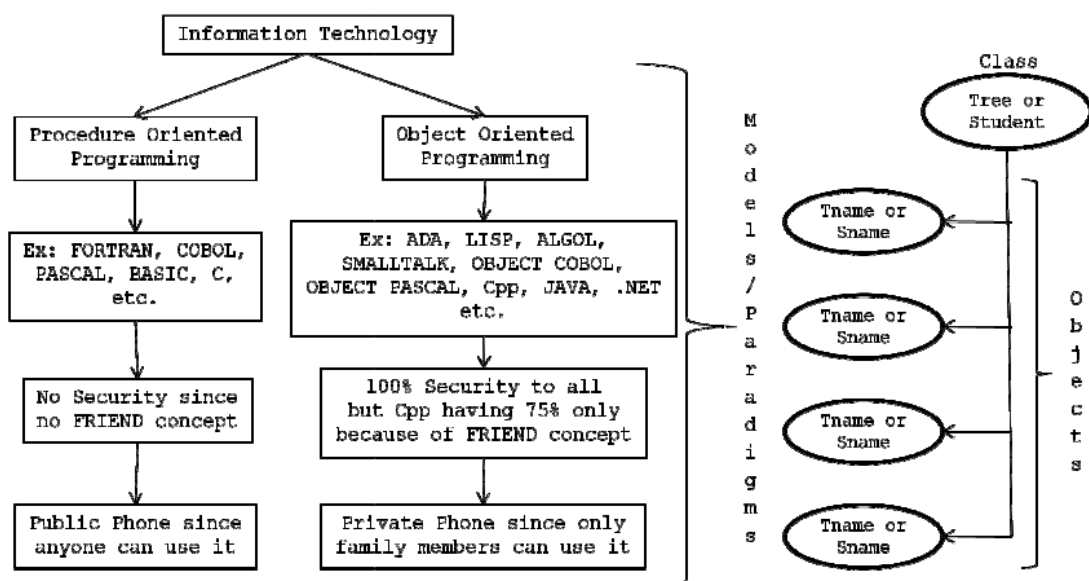 Information Technology
Procedure Oriented
Programming
Object Oriented
Programming
Ex: FORTRAN, COBOL,
PASCAL, BASIC, C,
etc.
Ex: ADA, LISP, ALGOL,
SMALLTALK, OBJECT COBOL,
OBJECT PASCAL, Cpp, JAVA, .NET
etc.
No Security since
no FRIEND concept
100% Security to all
but Cpp having 75% only
because of FRIEND concept
Public Phone since
anyone can use it
Private Phone since only
family members can use it
Models/Paradigms
Class
Tree or
Student
Tname or
Sname
Tname or
Sname
Tname or
Sname
Tname or
Sname
Objects